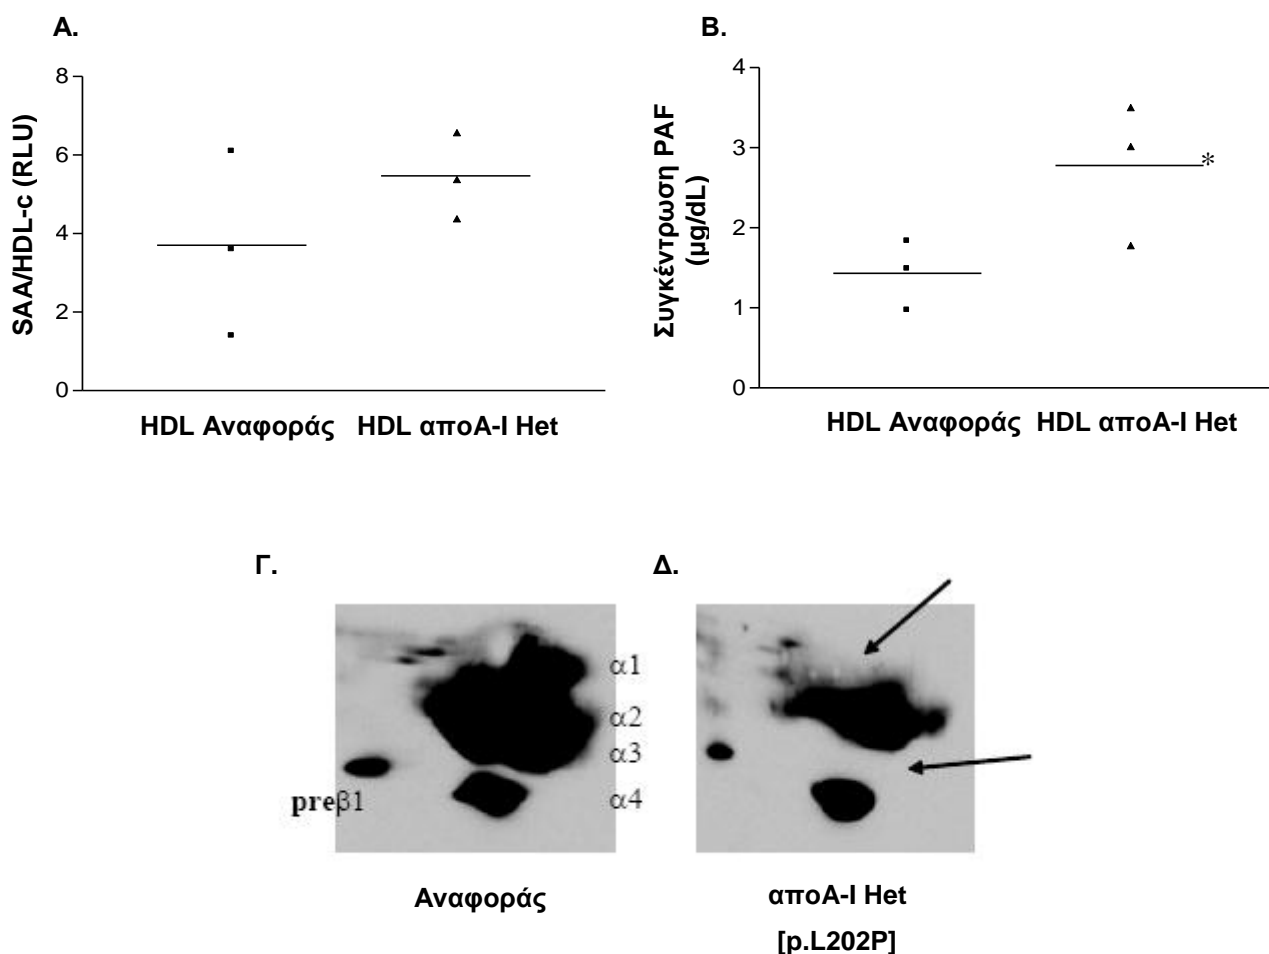 Α.
SAA/HDL-c (RLU)
8
6
4
2
0
HDL Αναφοράς HDL αποA-I Het
Β.
Συγκέντρωση PAF
(μg/dL)
4
3
2
1
0
*
HDL Αναφοράς HDL αποA-I Het
Γ.
α1
α2
α3
α4
preβ1
Αναφοράς
Δ.
αποA-I Het
[p.L202P]